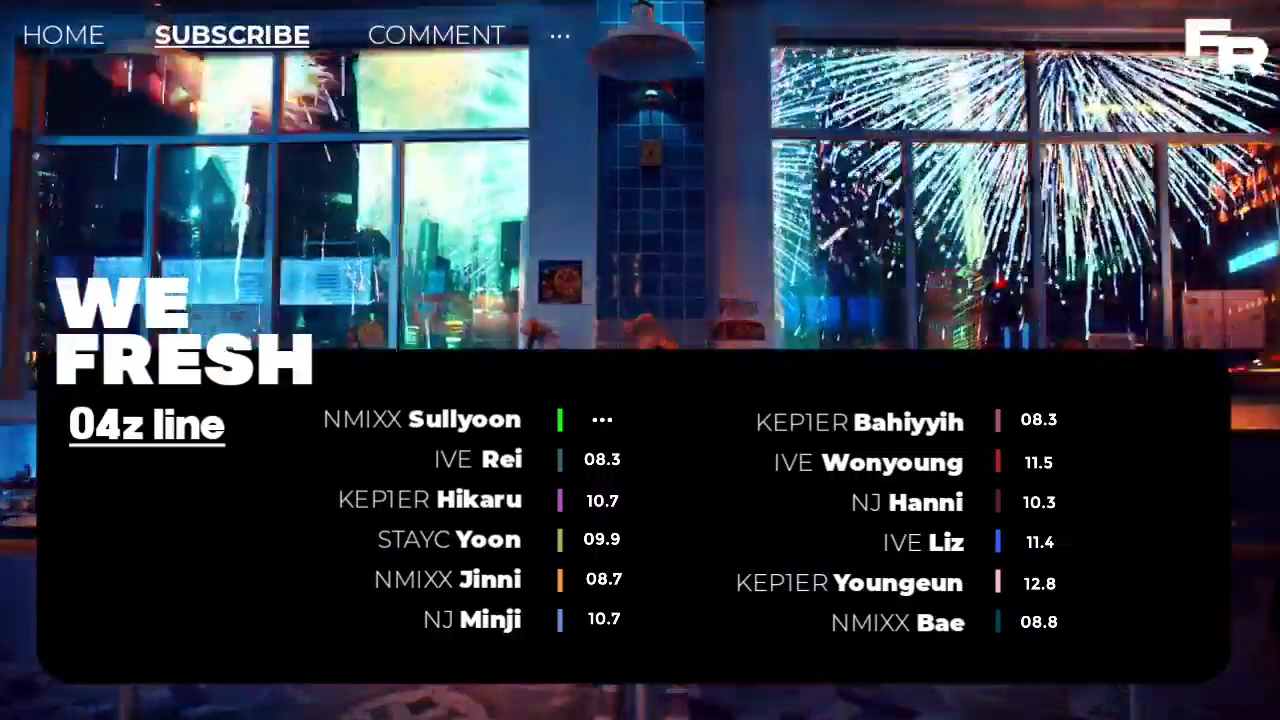 HOME SUBSCRIBE COMMENT ...
FR
WE
FRESH
04z line
NMIXX Sullyoon ...
IVE Rei 08.3
KEP1ER Hikaru 10.7
STAYC Yoon 09.9
NMIXX Jinni 08.7
NJ Minji 10.7
KEP1ER Bahiyyih 08.3
IVE Wonyoung 11.5
NJ Hanni 10.3
IVE Liz 11.4
KEP1ER Youngeun 12.8
NMIXX Bae 08.8